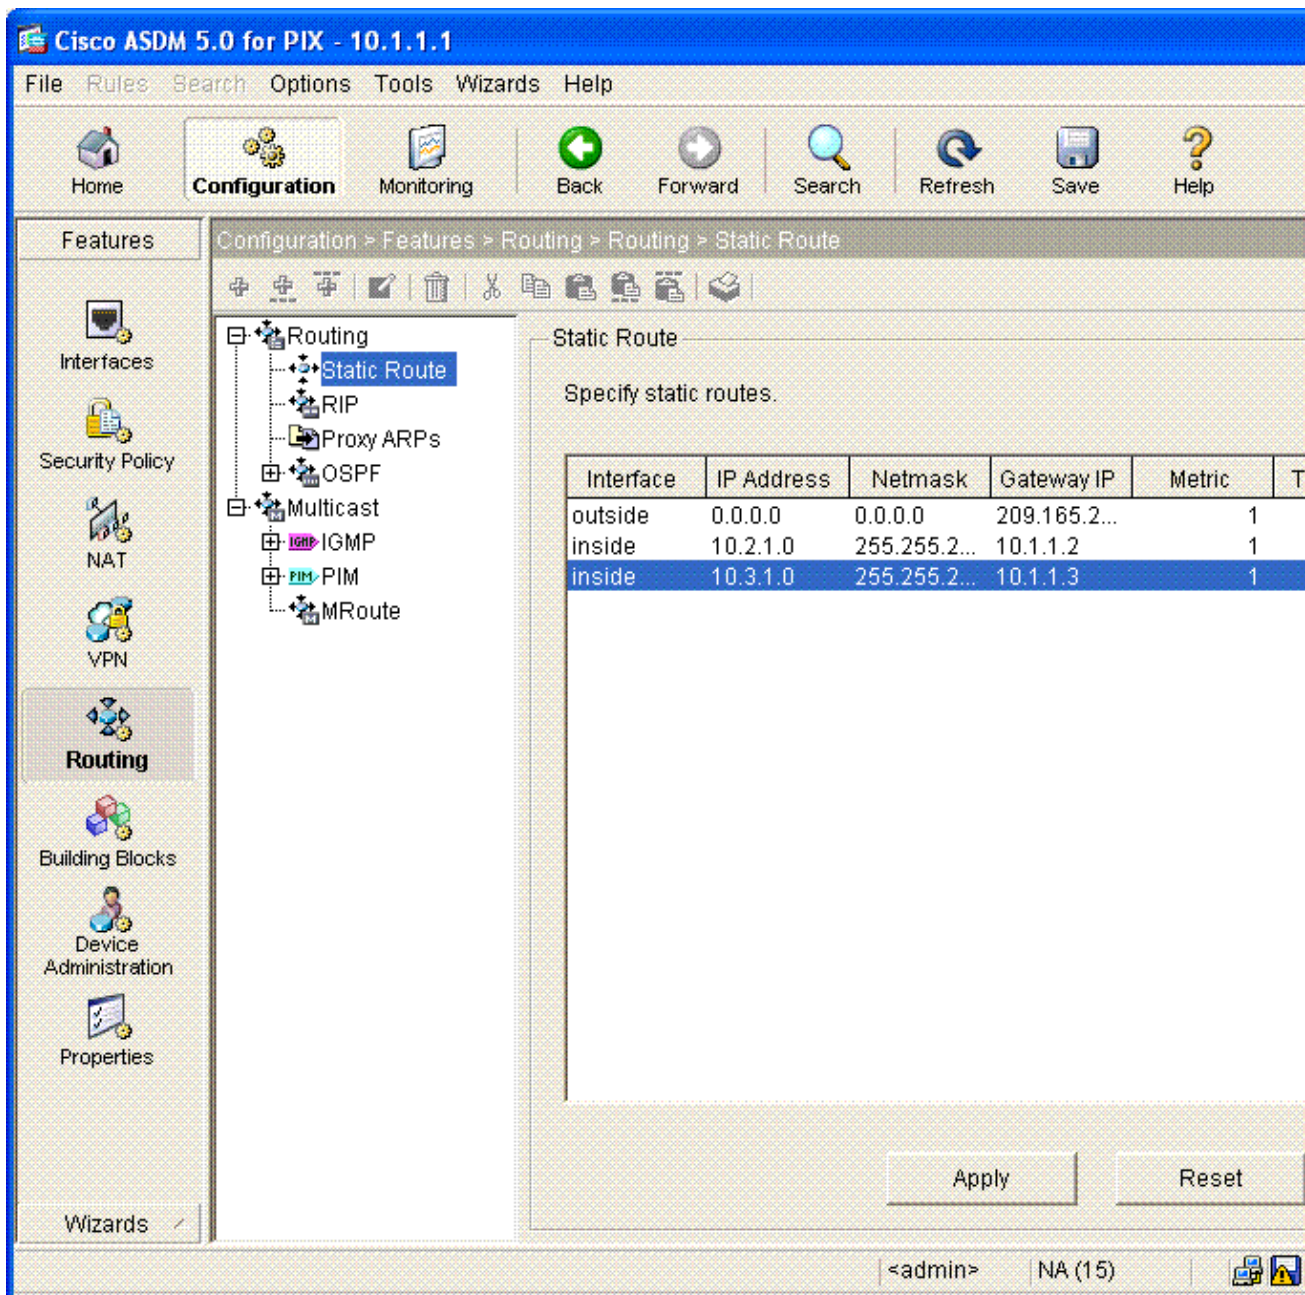 Cisco ASDM 5.0 for PIX - 10.1.1.1
File Rules Search Options Tools Wizards Help
Home Configuration Monitoring Back Forward Search Refresh Save Help
Features
Configuration > Features > Routing > Routing > Static Route
Interfaces
Security Policy
NAT
VPN
Routing
Building Blocks
Device
Administration
Properties
Wizards
Routing
Static Route
RIP
Proxy ARPs
OSPF
Multicast
IGMP IGMP
PIM PIM
MRoute
Static Route
Specify static routes.
Interface IP Address Netmask Gateway IP Metric T
outside 0.0.0.0 0.0.0.0 209.165.2... 1
inside 10.2.1.0 255.255.2... 10.1.1.2 1
inside 10.3.1.0 255.255.2... 10.1.1.3 1
Apply Reset
<admin> NA (15)